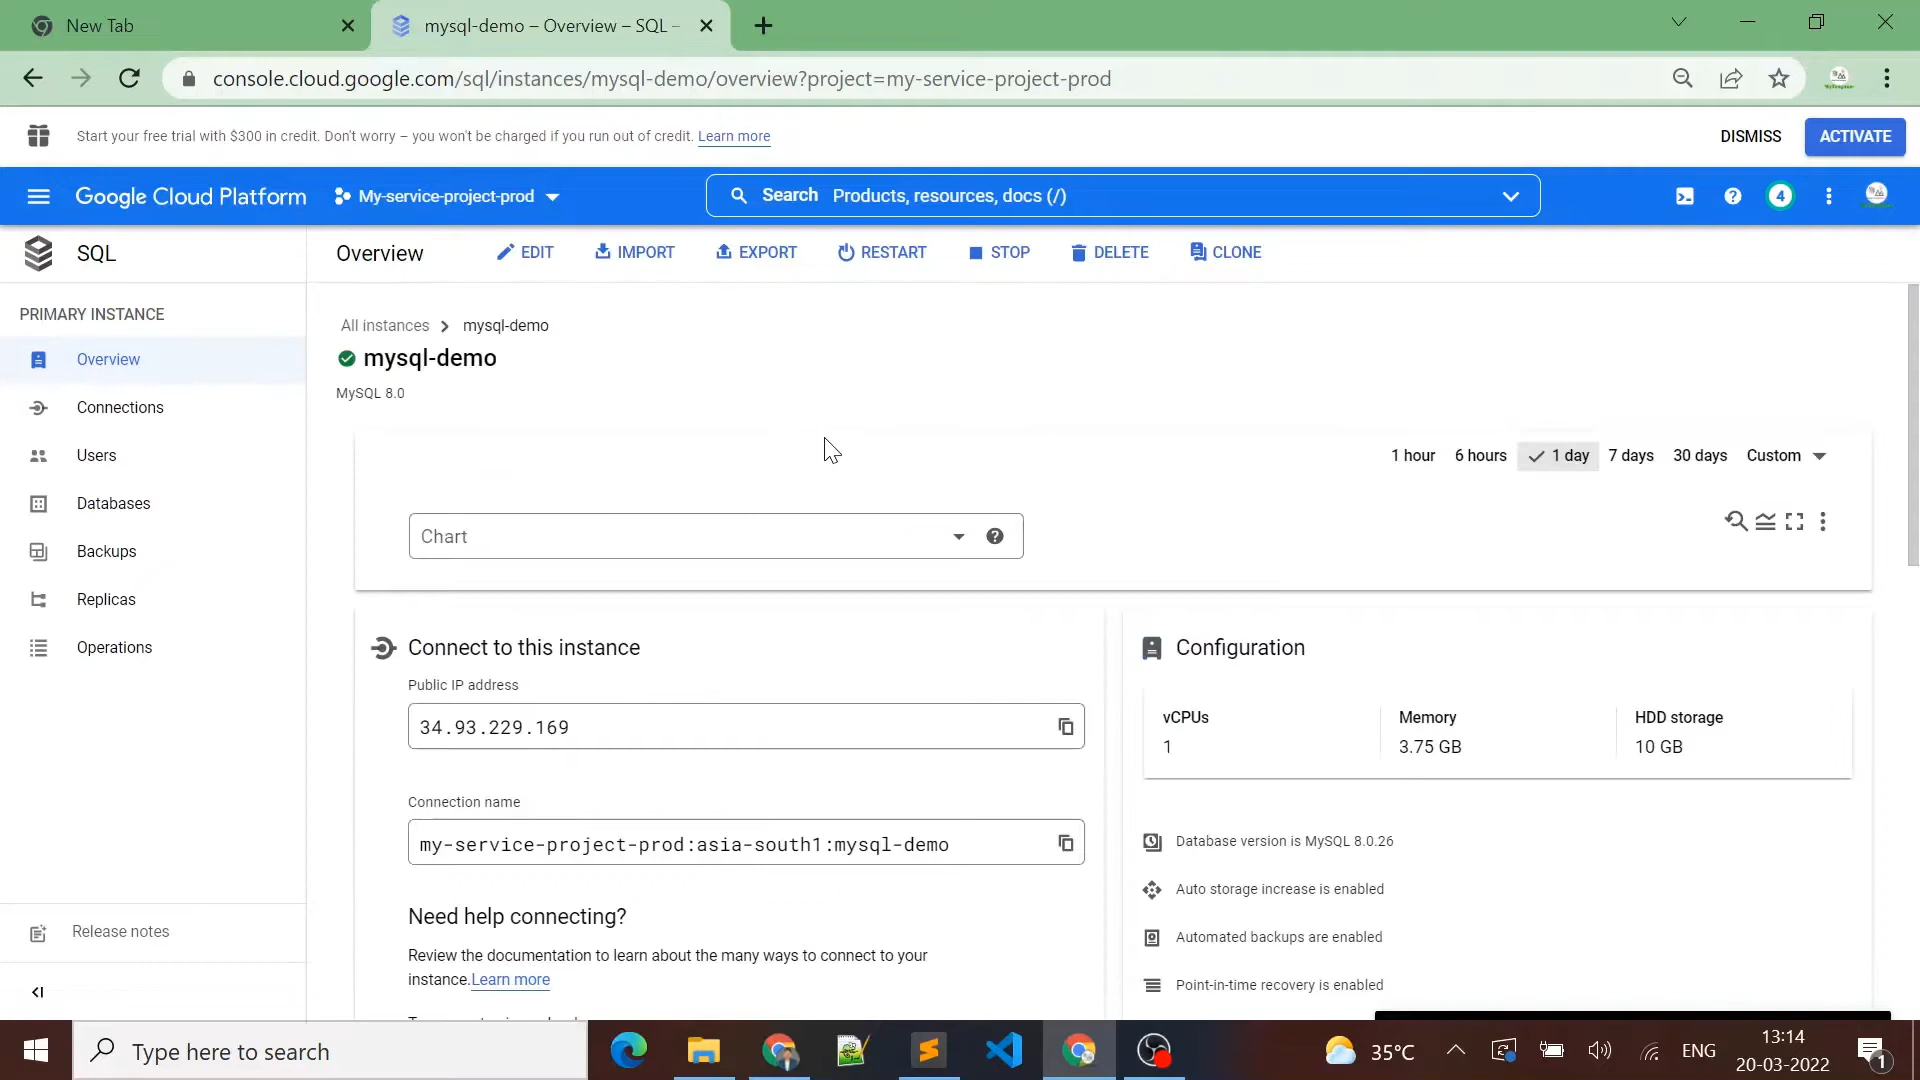 New Tab
mysql-demo – Overview – SQL –
console.cloud.google.com/sql/instances/mysql-demo/overview?project=my-service-project-prod
Start your free trial with $300 in credit. Don't worry – you won't be charged if you run out of credit. Learn more
DISMISS
ACTIVATE
Google Cloud Platform
My-service-project-prod
Search Products, resources, docs (/)
4
SQL
Overview
EDIT
IMPORT
EXPORT
RESTART
STOP
DELETE
CLONE
PRIMARY INSTANCE
Overview
Connections
Users
Databases
Backups
Replicas
Operations
Release notes
All instances
mysql-demo
mysql-demo
MySQL 8.0
1 hour
6 hours
1 day
7 days
30 days
Custom
Chart
Connect to this instance
Public IP address
34.93.229.169
Connection name
my-service-project-prod:asia-south1:mysql-demo
Need help connecting?
Review the documentation to learn about the many ways to connect to your
instance.Learn more
Configuration
vCPUs
1
Memory
3.75 GB
HDD storage
10 GB
Database version is MySQL 8.0.26
Auto storage increase is enabled
Automated backups are enabled
Point-in-time recovery is enabled
Type here to search
35°C
ENG
13:14
20-03-2022
1